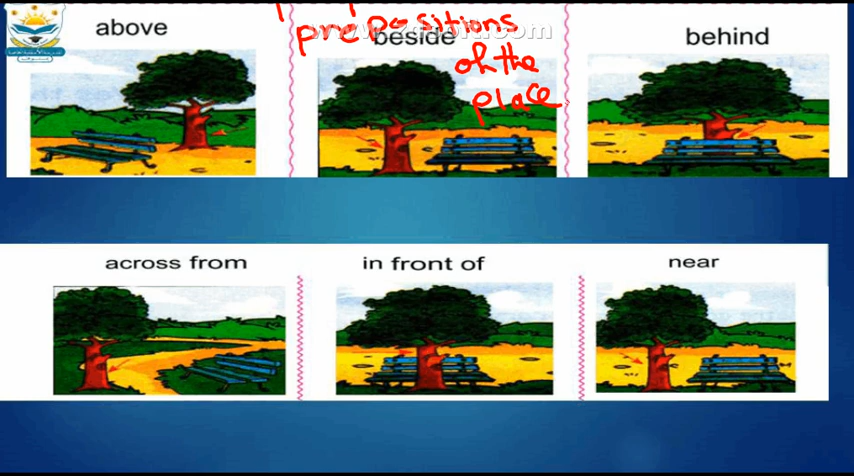 prepositions
of the
place
above
beside
behind
across from
in front of
near